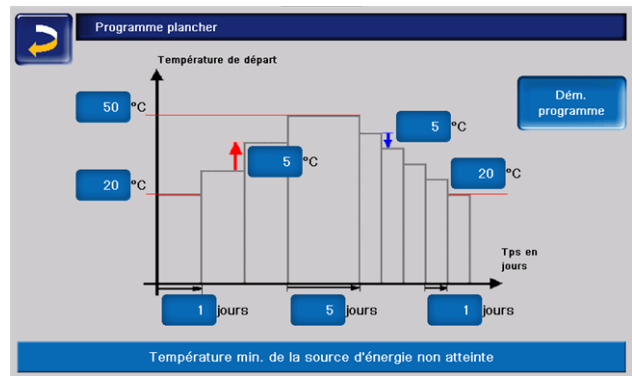 Programme plancher
Température de départ
50 °C
Dém.
programme
5 °C
5 °C
20 °C
20 °C
Tps en
jours
1 jours
5 jours
1 jours
Température min. de la source d'énergie non atteinte